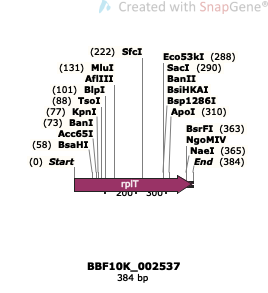 Created with SnapGene®
(222) SfcI
Eco53kI (288)
(131) MluI
SacI (290)
AflIII
BanII
(101) BlpI
BsiHKAI
(88) TsoI
Bsp1286I
(77) KpnI
ApoI (310)
(73) BanI
Acc65I
BsrFI (363)
(58) BsaHI
NgoMIV
NaeI (365)
(0) Start
End (384)
rplT
200
300
BBF10K_002537
384 bp